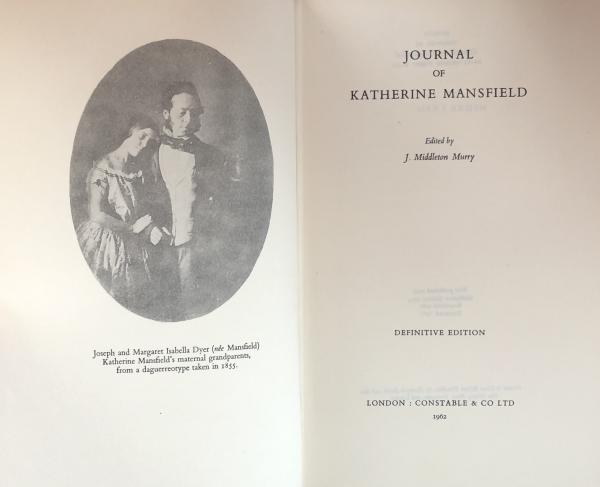 Joseph and Margaret Isabella Dyer (née Mansfield)
Katherine Mansfield's maternal grandparents,
from a daguerreotype taken in 1855.
JOURNAL
OF
KATHERINE MANSFIELD
Edited by
J. Middleton Murry
DEFINITIVE EDITION
LONDON : CONSTABLE & CO LTD
1962